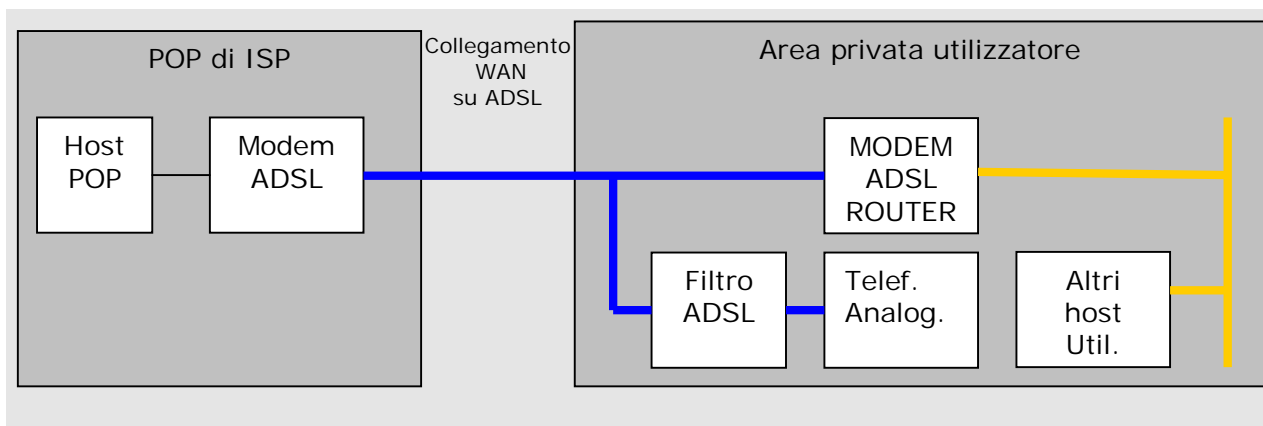 POP di ISP
Collegamento
WAN
su ADSL
Area privata utilizzatore
Host
POP
Modem
ADSL
MODEM
ADSL
ROUTER
Filtro
ADSL
Telef.
Analog.
Altri
host
Util.